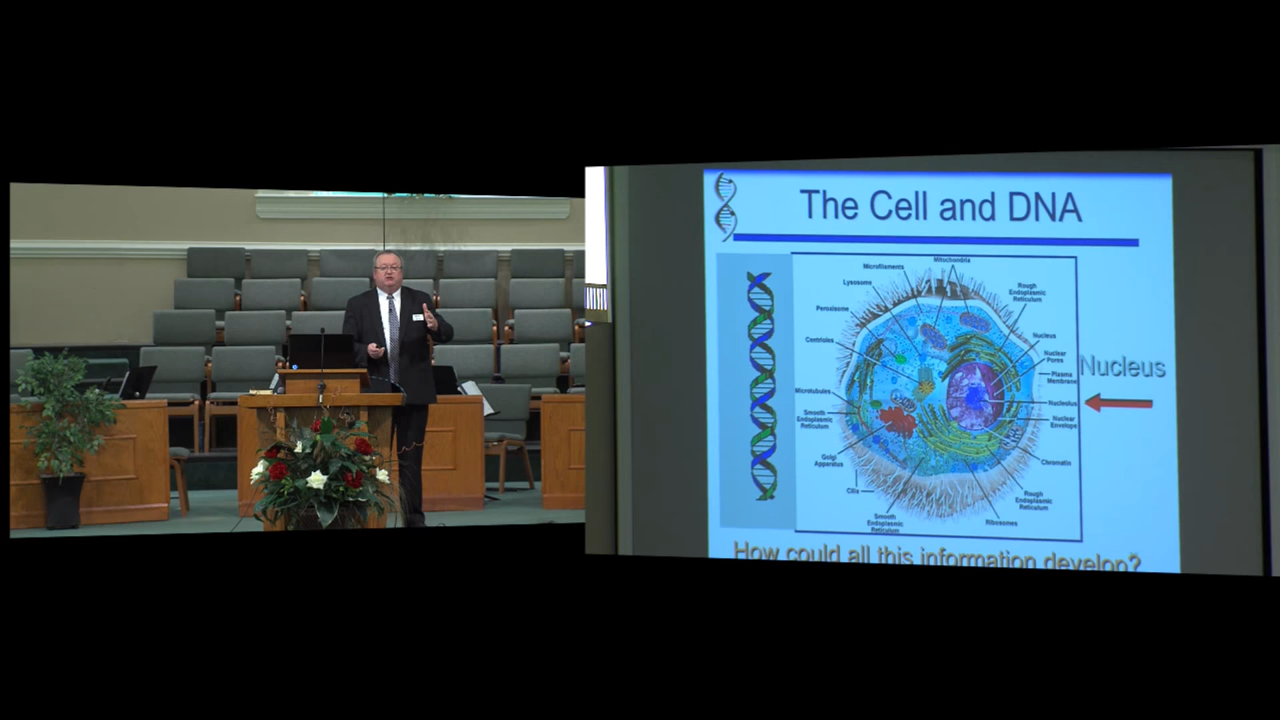 The Cell and DNA
Mitochondria
Microfilaments
Lysosome
Rough
Endoplasmic
Reticulum
Peroxisome
Centrioles
Nucleus
Nuclear
Pores
Plasma
Membrane
Nucleus
Microtubules
Nucleolus
Smooth
Endoplasmic
Reticulum
Nuclear
Envelope
Golgi
Apparatus
Chromatin
Cilia
Rough
Endoplasmic
Reticulum
Smooth
Endoplasmic
Reticulum
Ribosomes
How could all this information develop?